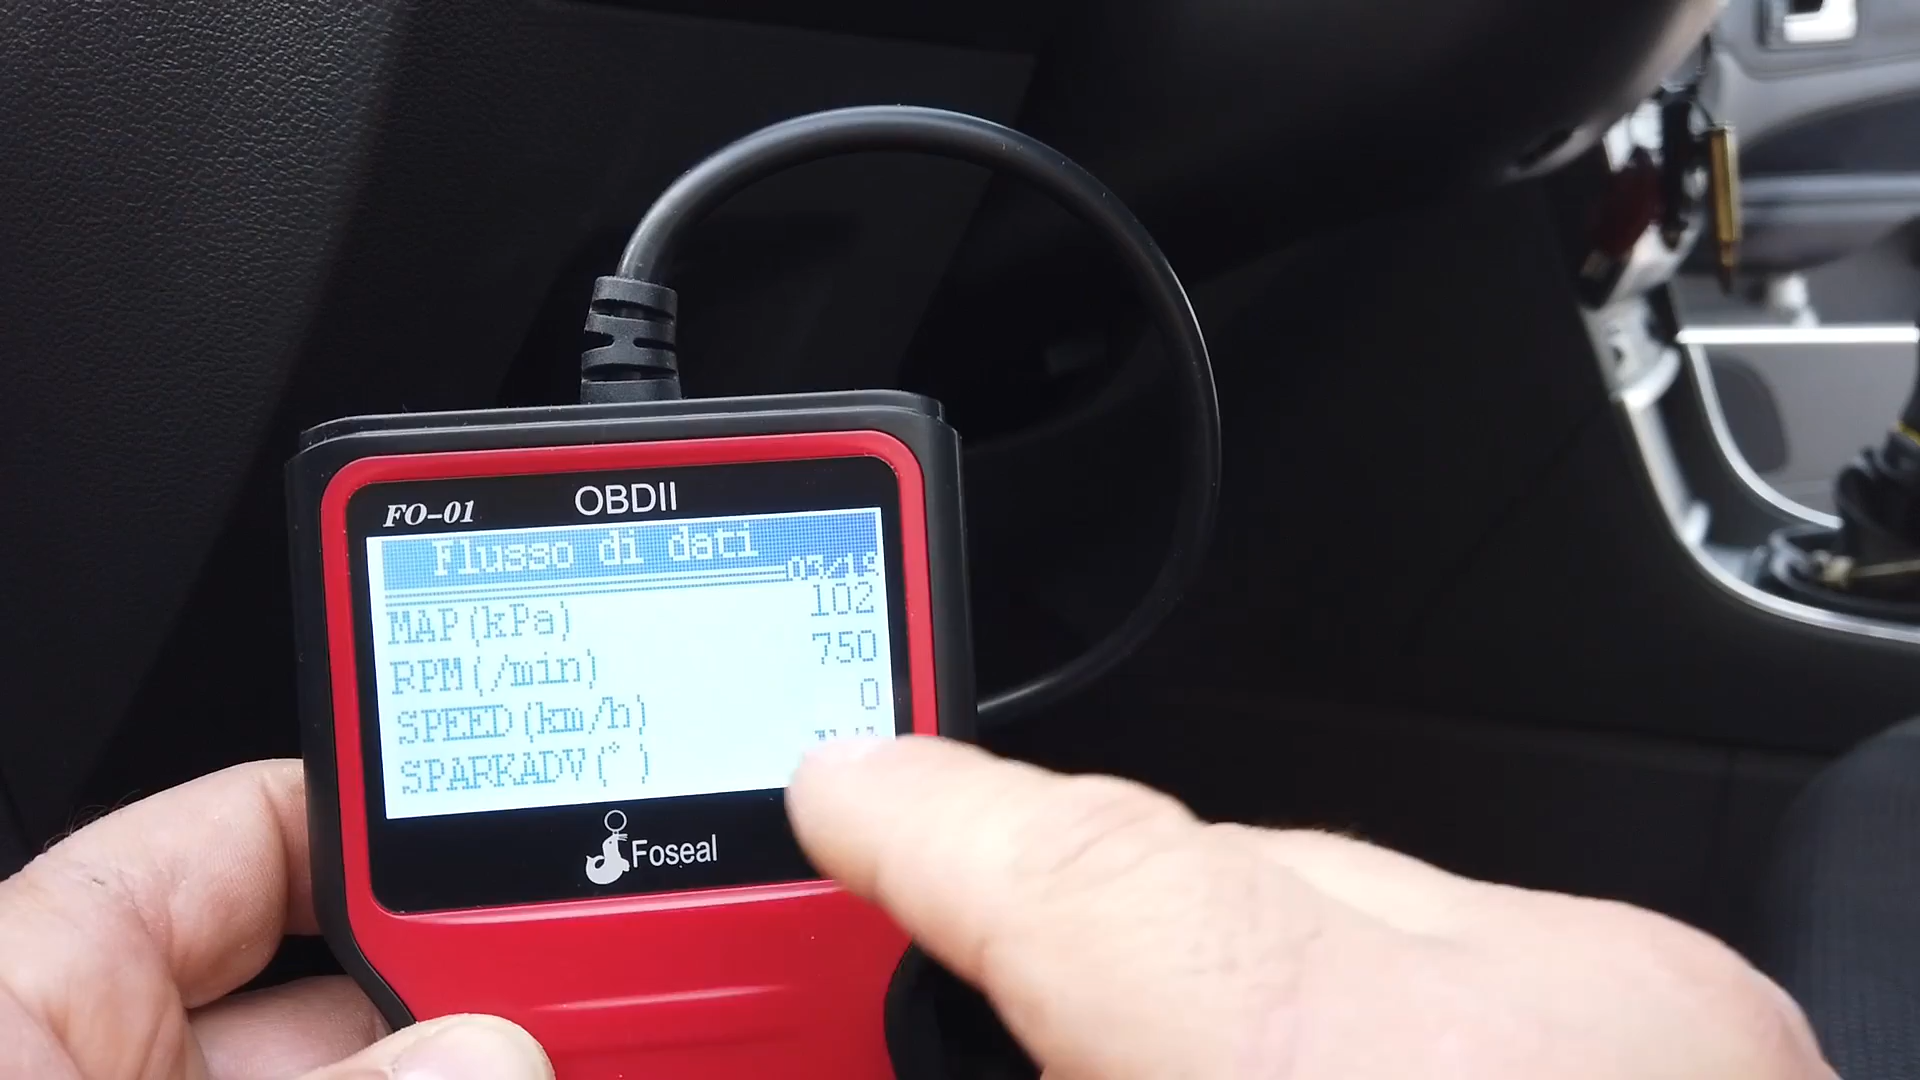 FO-01 OBDII
Flusso di dati
MAP(kPa) 102
RPM(/min) 750
SPEED(km/h) 0
SPARKADV(°)
Foseal